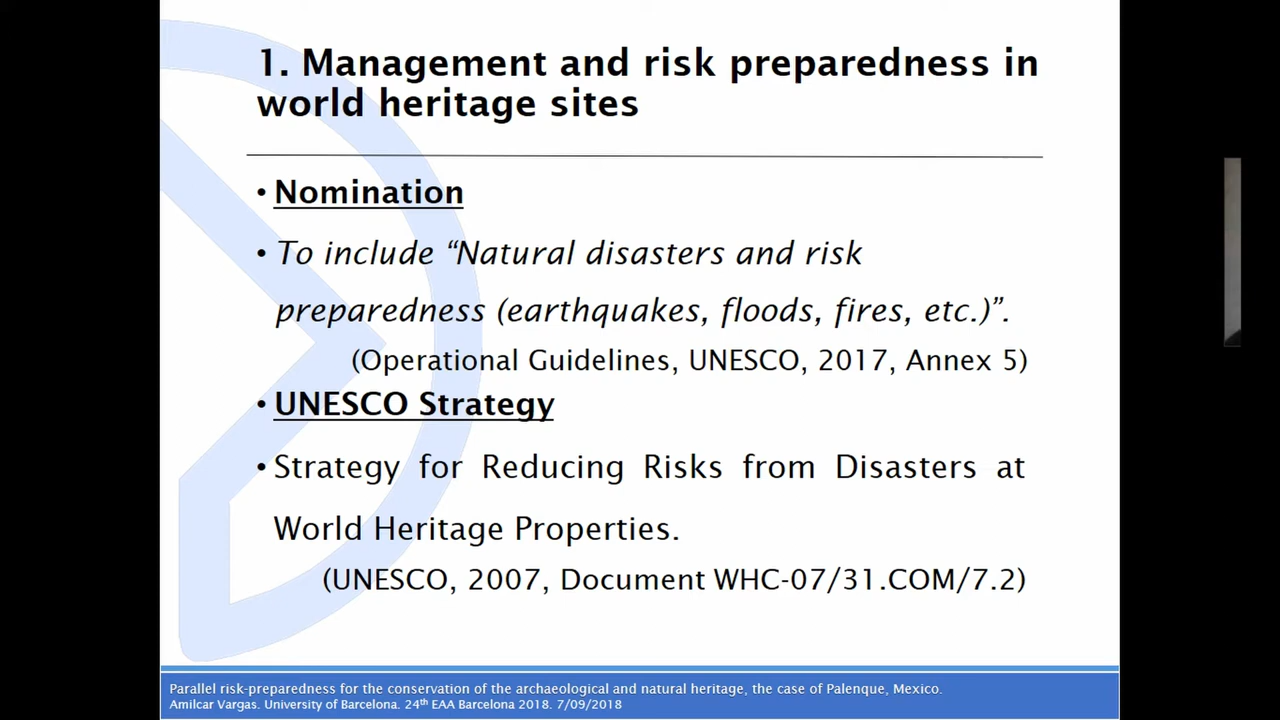 1. Management and risk preparedness in
world heritage sites
• Nomination
• To include “Natural disasters and risk
preparedness (earthquakes, floods, fires, etc.)”.
(Operational Guidelines, UNESCO, 2017, Annex 5)
• UNESCO Strategy
• Strategy for Reducing Risks from Disasters at
World Heritage Properties.
(UNESCO, 2007, Document WHC-07/31.COM/7.2)
Parallel risk-preparedness for the conservation of the archaeological and natural heritage, the case of Palenque, Mexico.
Amilcar Vargas. University of Barcelona. 24th EAA Barcelona 2018. 7/09/2018